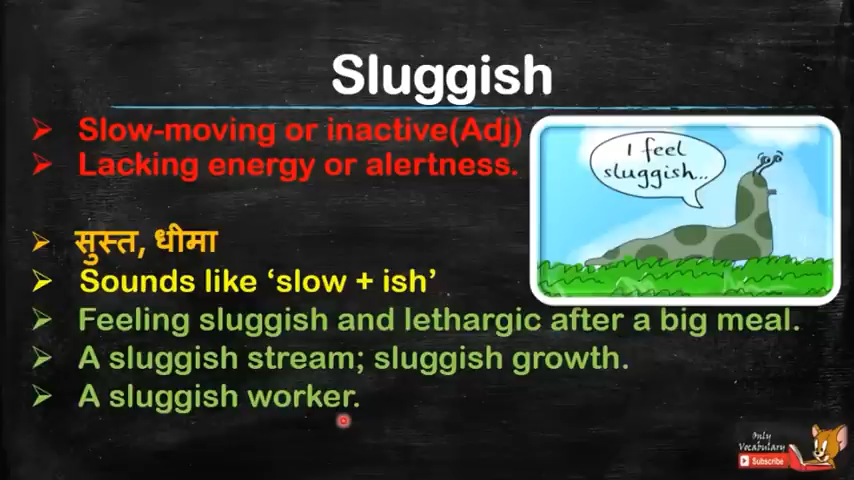 Sluggish
Slow-moving or inactive(Adj)
Lacking energy or alertness.
I feel
sluggish...
सुस्त, धीमा
Sounds like ‘slow + ish’
Feeling sluggish and lethargic after a big meal.
A sluggish stream; sluggish growth.
A sluggish worker.
Only
Vocabulary
Subscribe